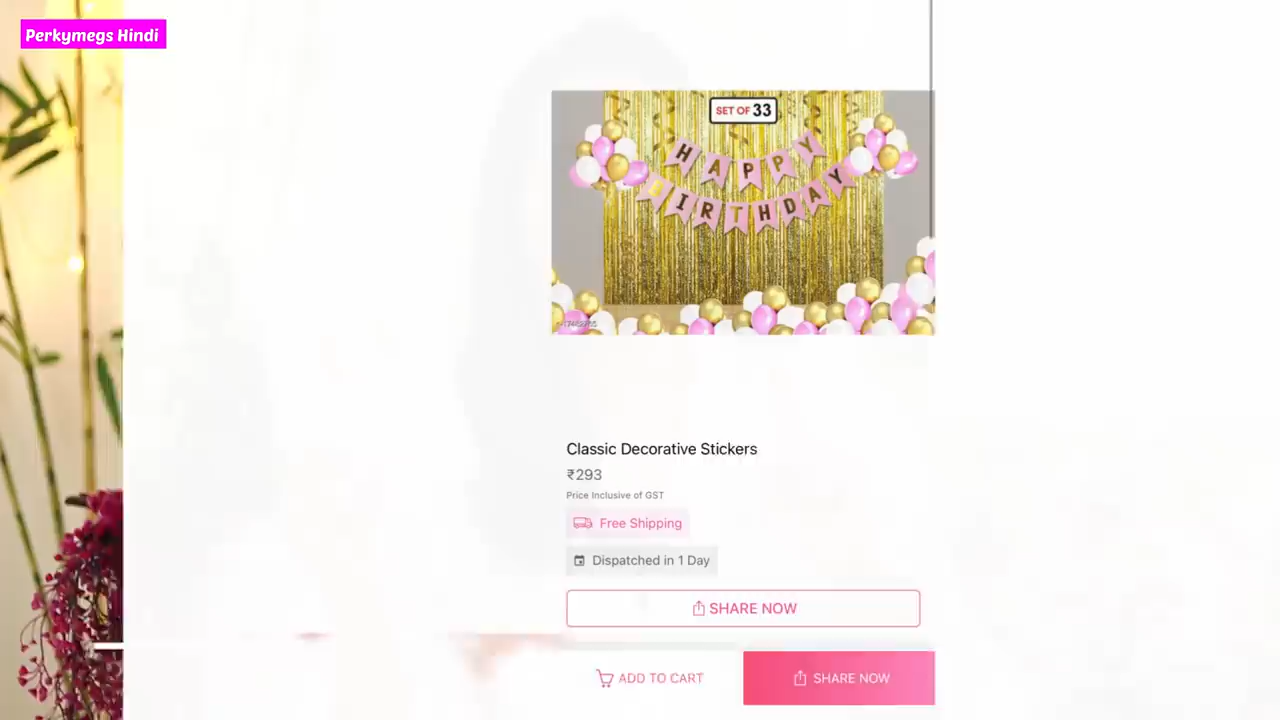 Perkymegs Hindi
SET OF 33
HAPPY
BIRTHDAY
Classic Decorative Stickers
₹293
Price Inclusive of GST
Free Shipping
Dispatched in 1 Day
SHARE NOW
ADD TO CART
SHARE NOW